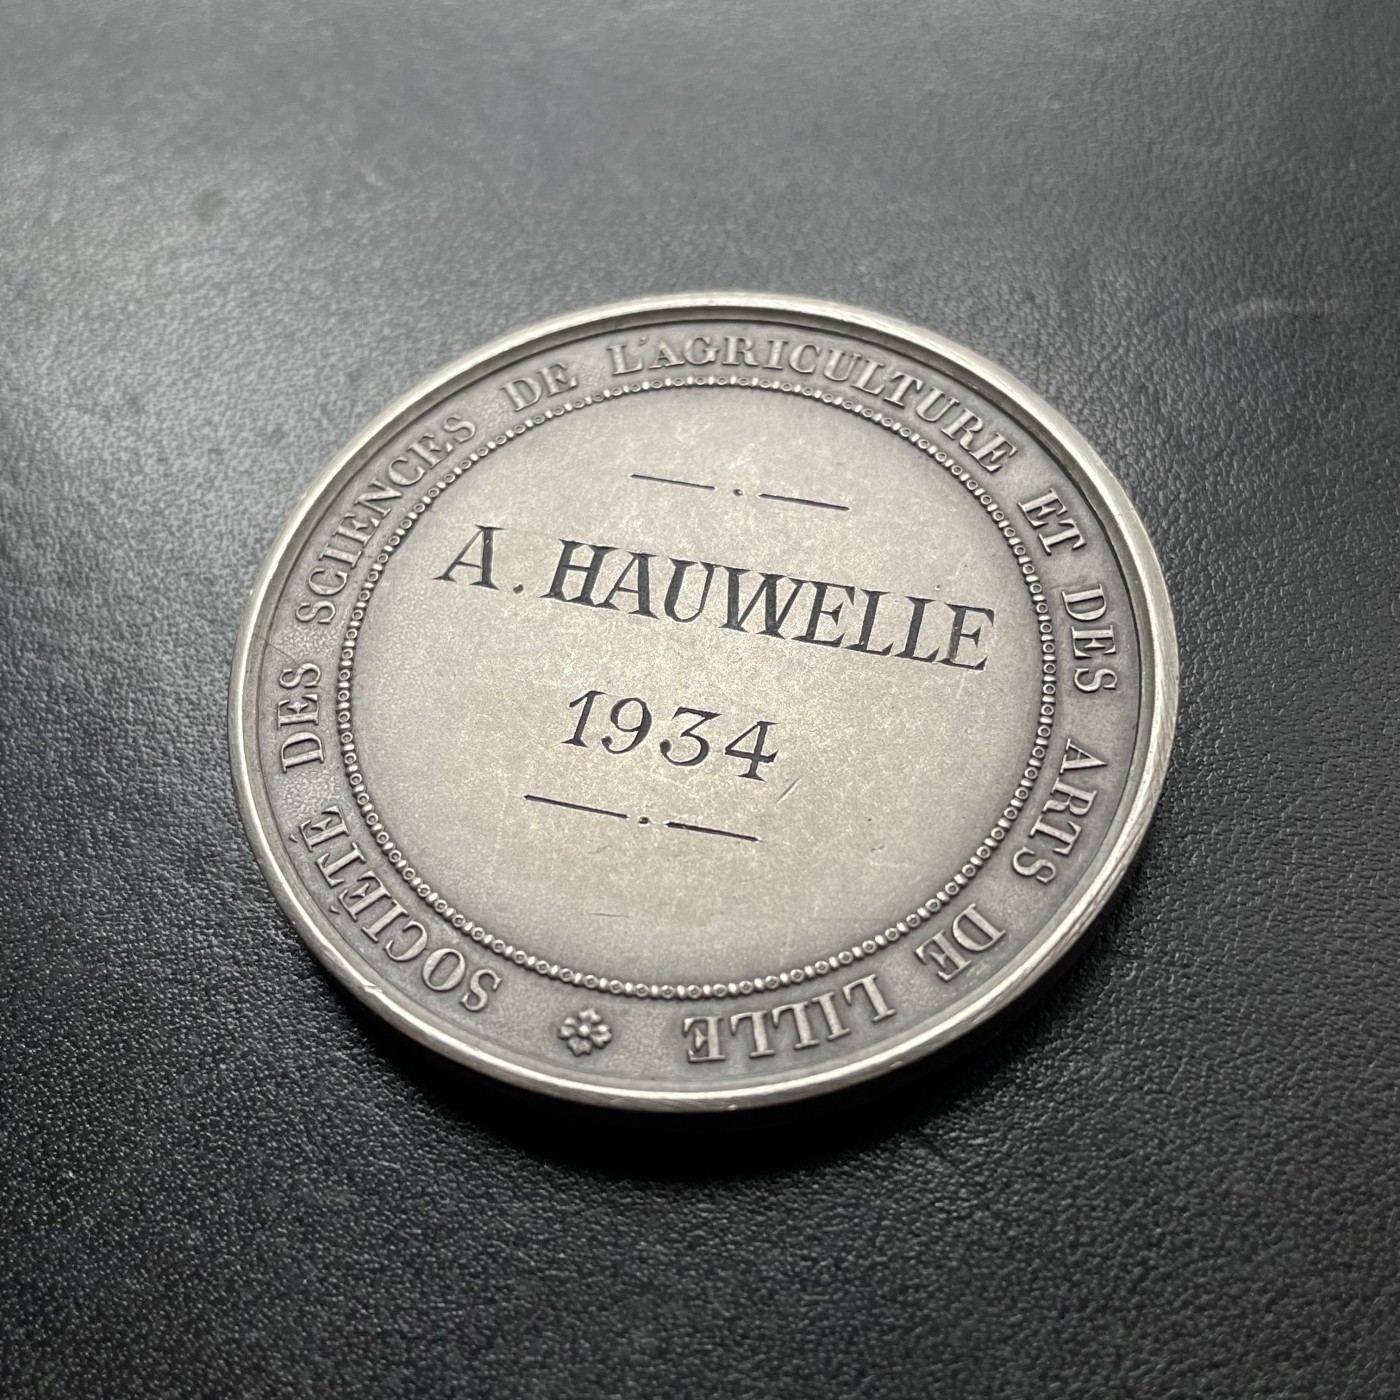 SOCIÉTÉ DES SCIENCES DE L'AGRICULTURE ET DES ARTS DE LILLE
A. HAUWELLE
1934